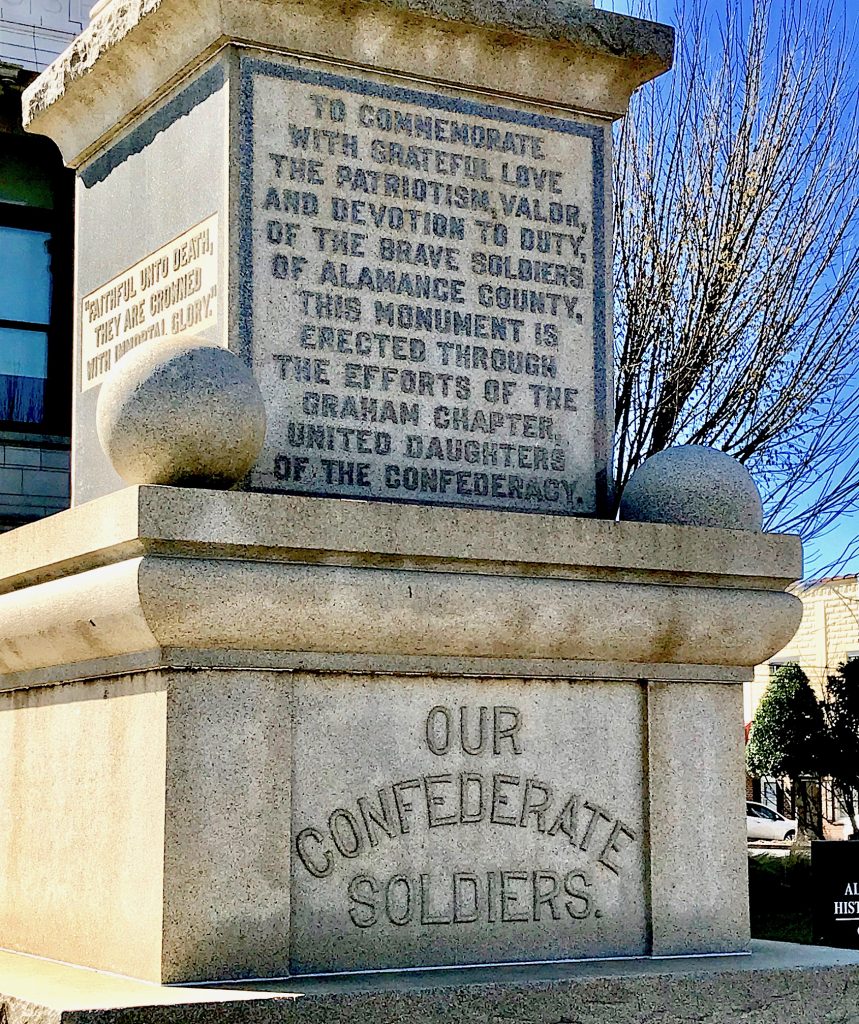 TO COMMEMORATE
WITH GRATEFUL LOVE
THE PATRIOTISM, VALOR,
AND DEVOTION TO DUTY,
OF THE BRAVE SOLDIERS
OF ALAMANCE COUNTY,
THIS MONUMENT IS
ERECTED THROUGH
THE EFFORTS OF THE
GRAHAM CHAPTER,
UNITED DAUGHTERS
OF THE CONFEDERACY.
"FAITHFUL UNTO DEATH,
THEY ARE CROWNED
WITH IMMORTAL GLORY."
OUR
CONFEDERATE
SOLDIERS.
AL
HIST